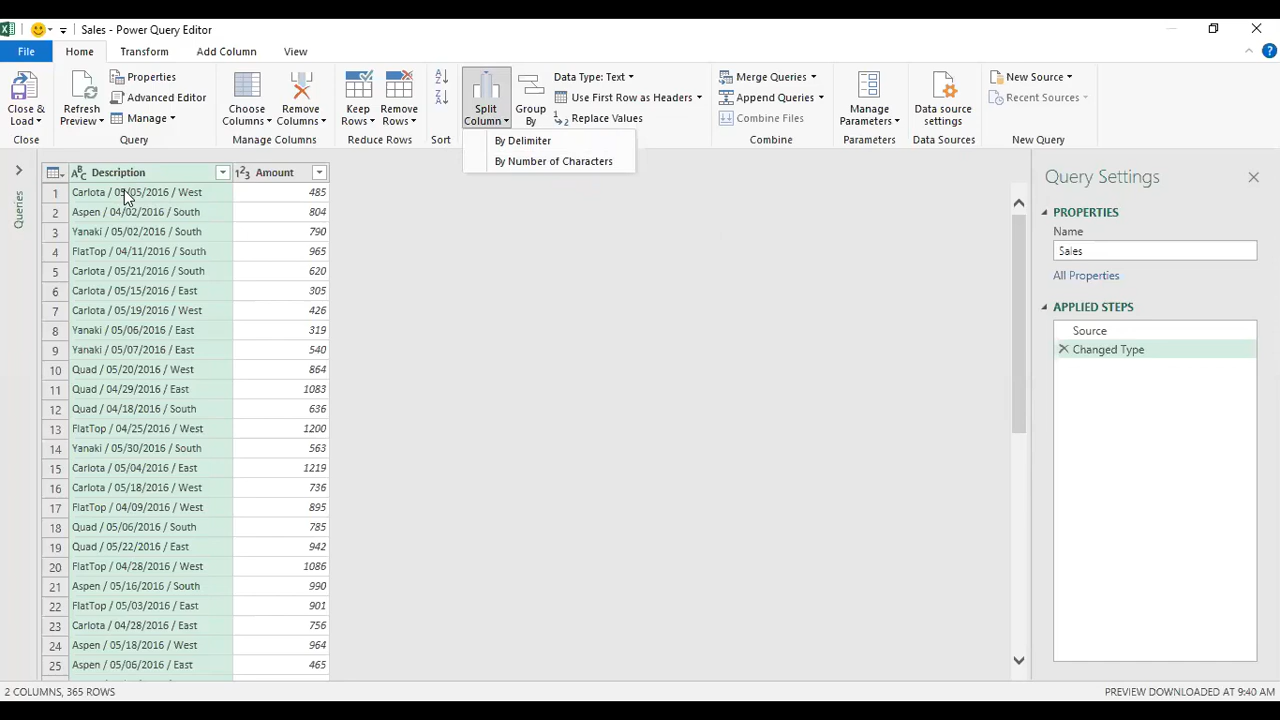 Sales - Power Query Editor
File
Home
Transform
Add Column
View
Close &
Load
Close
Refresh
Preview
Properties
Advanced Editor
Manage
Query
Choose
Columns
Remove
Columns
Manage Columns
Keep
Rows
Remove
Rows
Reduce Rows
Sort
Split
Column
Group
By
Data Type: Text
Use First Row as Headers
Replace Values
By Delimiter
By Number of Characters
Merge Queries
Append Queries
Combine Files
Combine
Manage
Parameters
Parameters
Data source
settings
Data Sources
New Source
Recent Sources
New Query
Queries
ABC Description 123 Amount
1 Carlota / 05/05/2016 / West 485
2 Aspen / 04/02/2016 / South 804
3 Yanaki / 05/02/2016 / South 790
4 FlatTop / 04/11/2016 / South 965
5 Carlota / 05/21/2016 / South 620
6 Carlota / 05/15/2016 / East 305
7 Carlota / 05/19/2016 / West 426
8 Yanaki / 05/06/2016 / East 319
9 Yanaki / 05/07/2016 / East 540
10 Quad / 05/20/2016 / West 864
11 Quad / 04/29/2016 / East 1083
12 Quad / 04/18/2016 / South 636
13 FlatTop / 04/25/2016 / West 1200
14 Yanaki / 05/30/2016 / South 563
15 Carlota / 05/04/2016 / East 1219
16 Carlota / 05/18/2016 / West 736
17 FlatTop / 04/09/2016 / West 895
18 Quad / 05/06/2016 / South 785
19 Quad / 05/22/2016 / East 942
20 FlatTop / 04/28/2016 / West 1086
21 Aspen / 05/16/2016 / South 990
22 FlatTop / 05/03/2016 / East 901
23 Carlota / 04/28/2016 / East 756
24 Aspen / 05/18/2016 / West 964
25 Aspen / 05/06/2016 / East 465
Query Settings
PROPERTIES
Name
Sales
All Properties
APPLIED STEPS
Source
Changed Type
2 COLUMNS, 365 ROWS
PREVIEW DOWNLOADED AT 9:40 AM